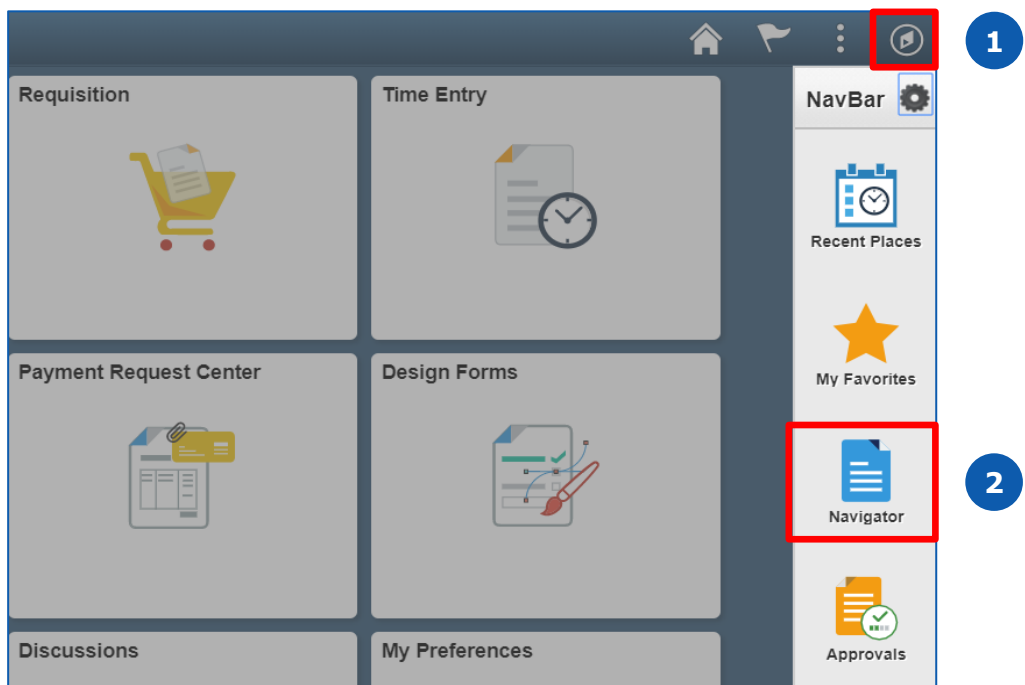 1
Requisition
Time Entry
NavBar
Recent Places
Payment Request Center
Design Forms
My Favorites
2
Navigator
Discussions
My Preferences
Approvals